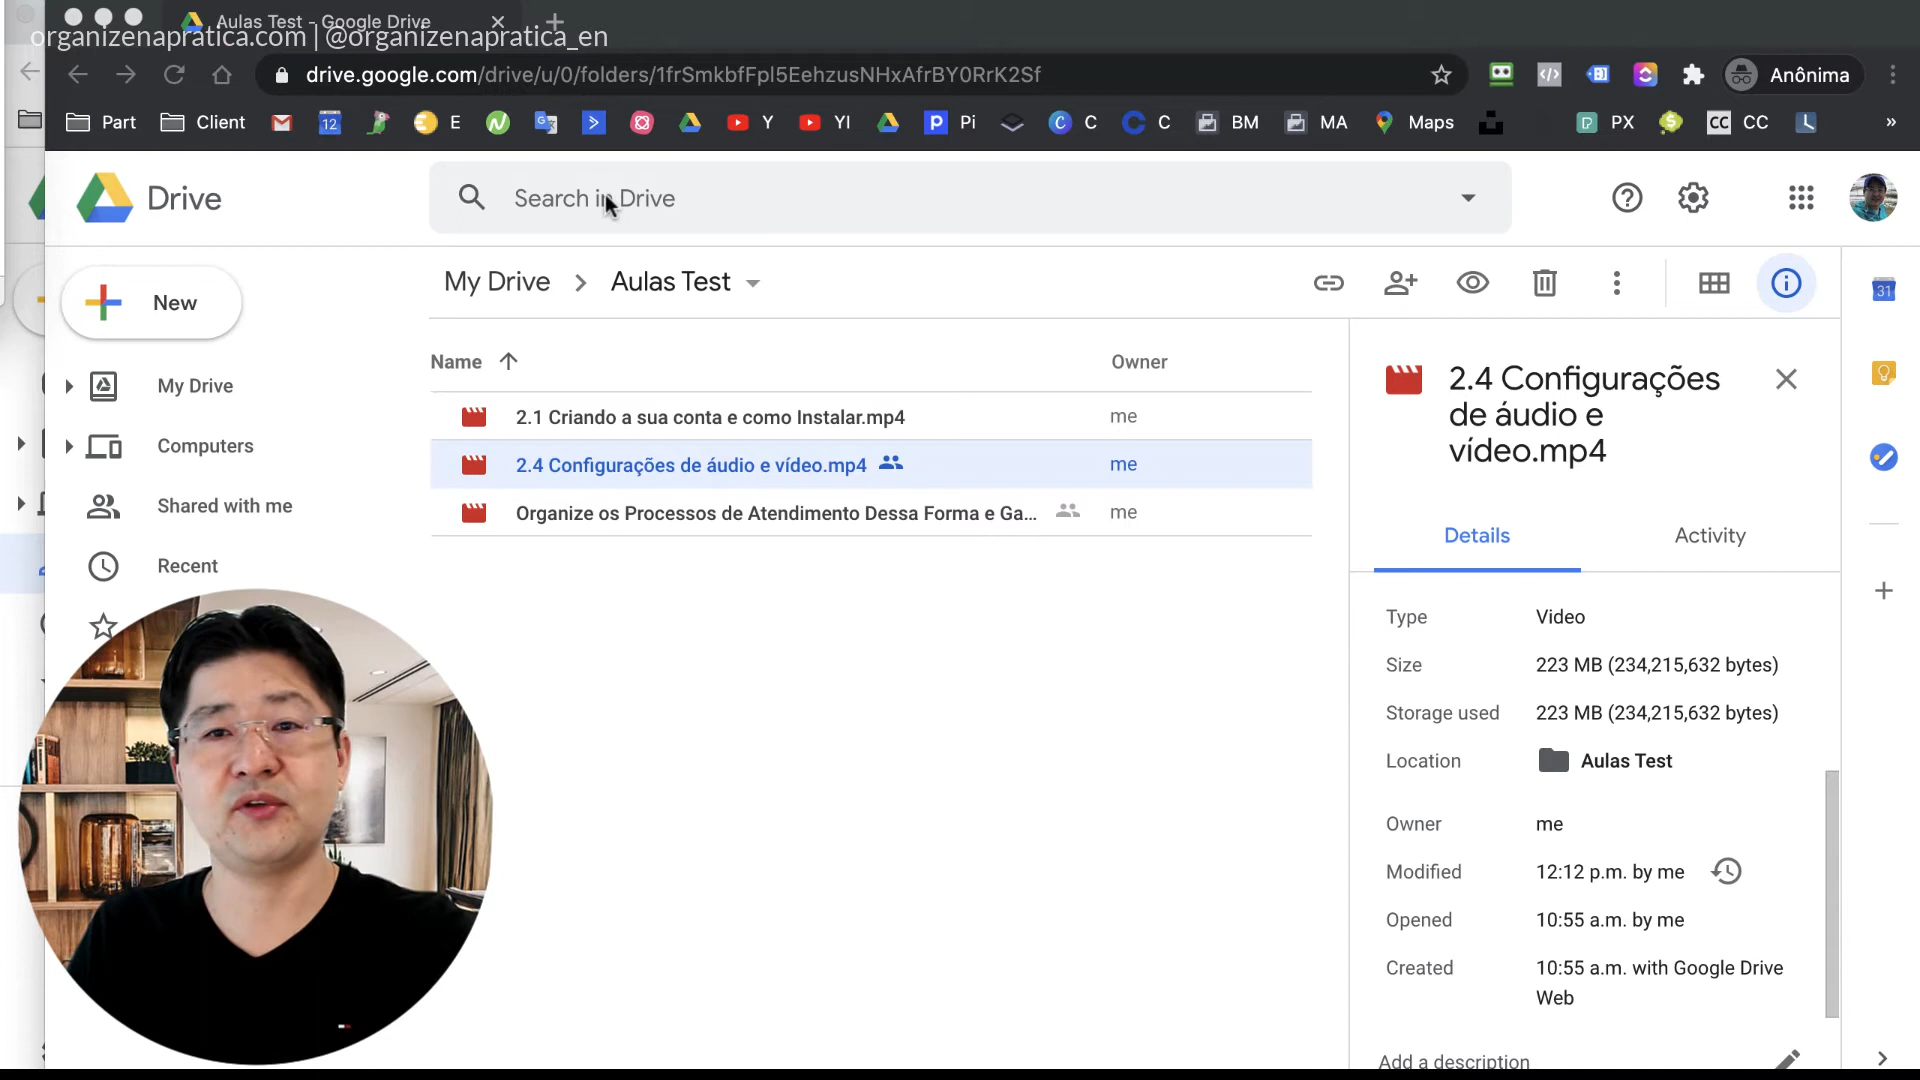 Aulas Test - Google Drive
organizenapratica.com | @organizenapratica_en
drive.google.com/drive/u/0/folders/1frSmkbfFpl5EehzusNHxAfrBY0RrK2Sf
Anônima
Part Client 12 E Y YI P Pi C C BM MA Maps PX CC CC »
Drive
Search in Drive
New
My Drive > Aulas Test
31
Name
Owner
2.1 Criando a sua conta e como Instalar.mp4 me
2.4 Configurações de áudio e vídeo.mp4 me
Organize os Processos de Atendimento Dessa Forma e Ga... me
My Drive
Computers
Shared with me
Recent
2.4 Configurações
de áudio e
vídeo.mp4
Details
Activity
Type Video
Size 223 MB (234,215,632 bytes)
Storage used 223 MB (234,215,632 bytes)
Location Aulas Test
Owner me
Modified 12:12 p.m. by me
Opened 10:55 a.m. by me
Created 10:55 a.m. with Google Drive
Web
Add a description